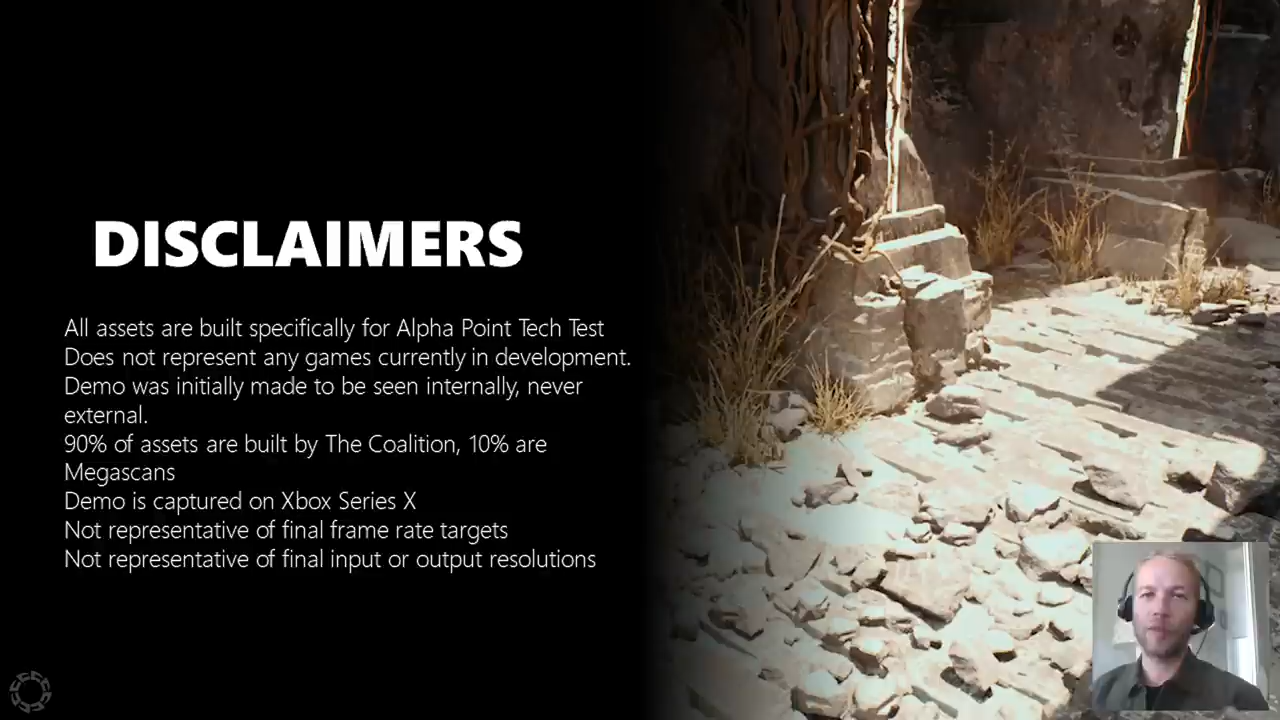 DISCLAIMERS
All assets are built specifically for Alpha Point Tech Test
Does not represent any games currently in development.
Demo was initially made to be seen internally, never
external.
90% of assets are built by The Coalition, 10% are
Megascans
Demo is captured on Xbox Series X
Not representative of final frame rate targets
Not representative of final input or output resolutions